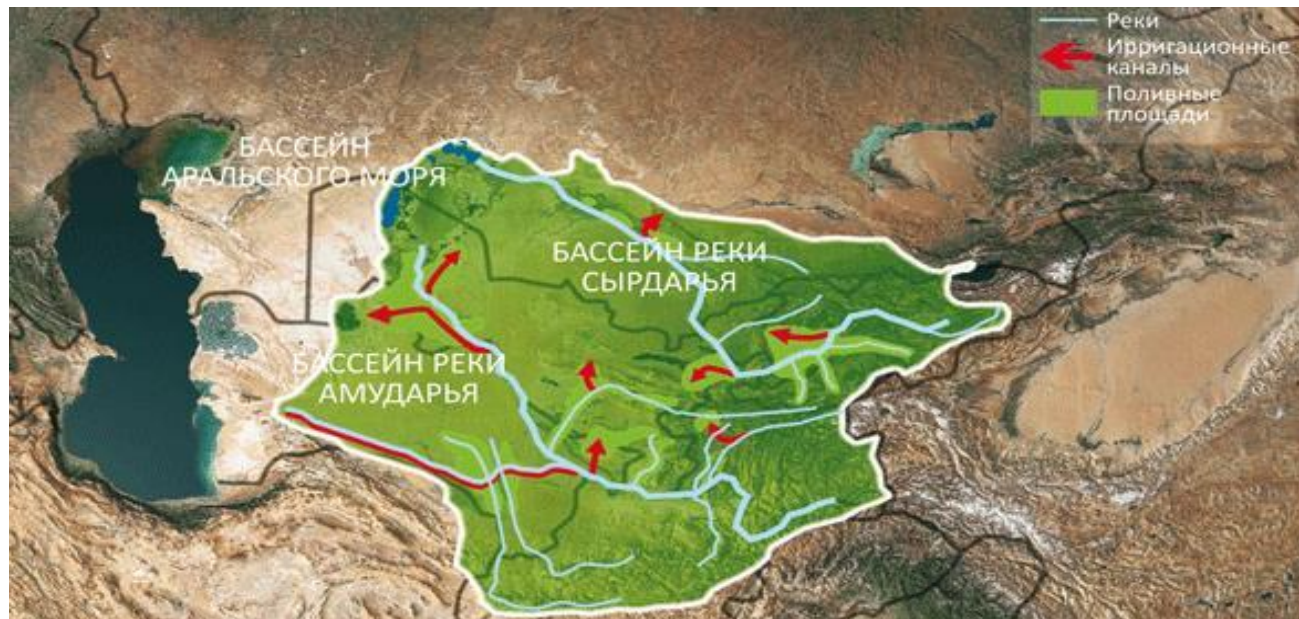 Реки
Ирригационные
каналы
Поливные
площади
БАССЕЙН
АРАЛЬСКОГО МОРЯ
БАССЕЙН РЕКИ
СЫРДАРЬЯ
БАССЕЙН РЕКИ
АМУДАРЬЯ